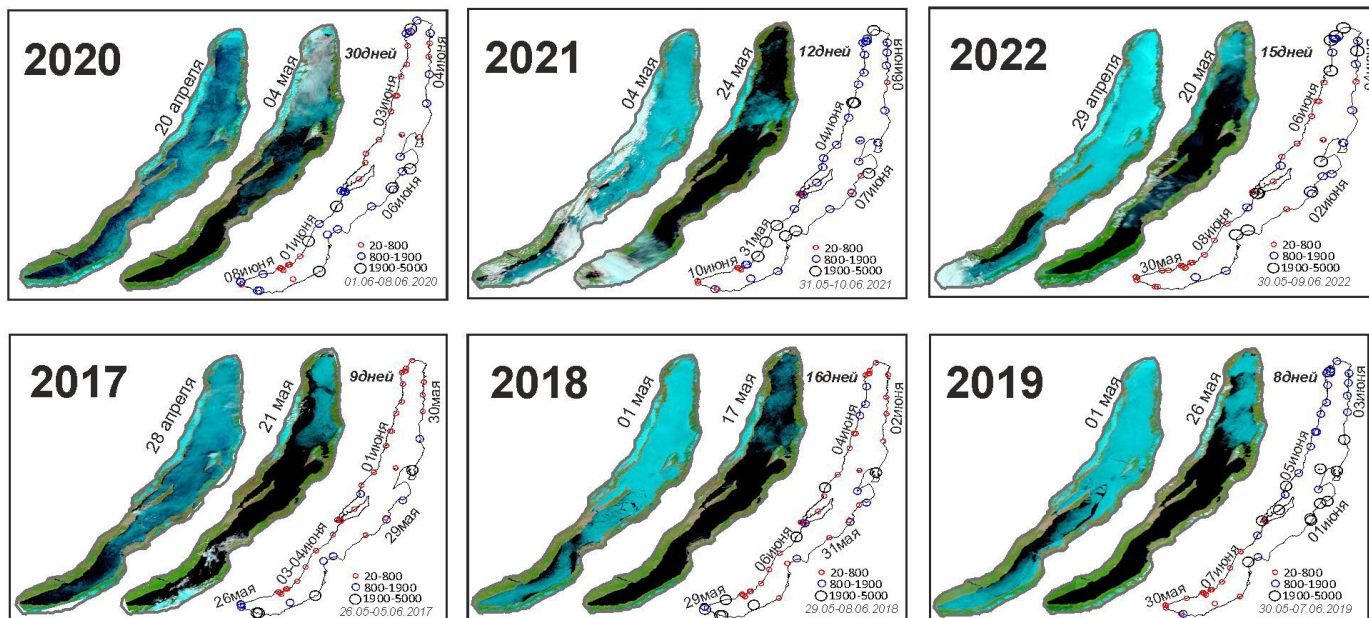 2020
20 апреля
04 мая
30дней
03июня
04июня
06июня
01июня
08июня
20-800
800-1900
1900-5000
01.06-08.06.2020
2021
04 мая
24 мая
12дней
04июня
06июня
07июня
31мая
10июня
20-800
800-1900
1900-5000
31.05-10.06.2021
2022
29 апреля
20 мая
15дней
06июня
02июня
08июня
30мая
20-800
800-1900
1900-5000
30.05-09.06.2022
2017
28 апреля
21 мая
9дней
01июня
30мая
29мая
03-04июня
26мая
20-800
800-1900
1900-5000
26.05-05.06.2017
2018
01 мая
17 мая
16дней
04июня
02июня
31мая
06июня
29мая
20-800
800-1900
1900-5000
29.05-08.06.2018
2019
01 мая
26 мая
8дней
05июня
03июня
01июня
07июня
30мая
20-800
800-1900
1900-5000
30.05-07.06.2019